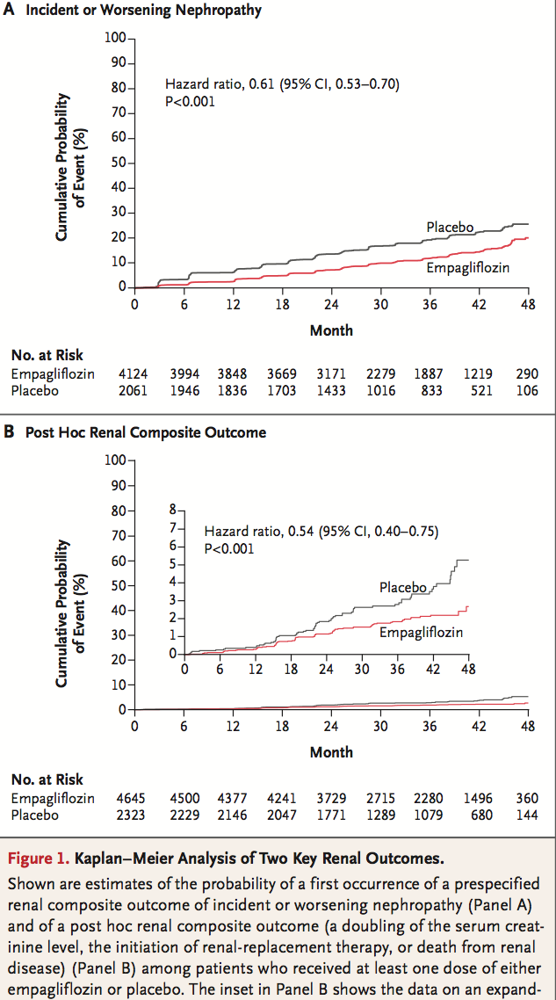 A Incident or Worsening Nephropathy
100
90
80
70
60
50
40
30
20
10
0
Cumulative Probability
of Event (%)
Hazard ratio, 0.61 (95% CI, 0.53–0.70)
P<0.001
Placebo
Empagliflozin
0 6 12 18 24 30 36 42 48
Month
No. at Risk
Empagliflozin 4124 3994 3848 3669 3171 2279 1887 1219 290
Placebo 2061 1946 1836 1703 1433 1016 833 521 106
B Post Hoc Renal Composite Outcome
100
90
80
70
60
50
40
30
20
10
0
Cumulative Probability
of Event (%)
8
7
6
5
4
3
2
1
0
Hazard ratio, 0.54 (95% CI, 0.40–0.75)
P<0.001
Placebo
Empagliflozin
0 6 12 18 24 30 36 42 48
0 6 12 18 24 30 36 42 48
Month
No. at Risk
Empagliflozin 4645 4500 4377 4241 3729 2715 2280 1496 360
Placebo 2323 2229 2146 2047 1771 1289 1079 680 144
Figure 1. Kaplan–Meier Analysis of Two Key Renal Outcomes.
Shown are estimates of the probability of a first occurrence of a prespecified
renal composite outcome of incident or worsening nephropathy (Panel A)
and of a post hoc renal composite outcome (a doubling of the serum creat-
inine level, the initiation of renal-replacement therapy, or death from renal
disease) (Panel B) among patients who received at least one dose of either
empagliflozin or placebo. The inset in Panel B shows the data on an expand-